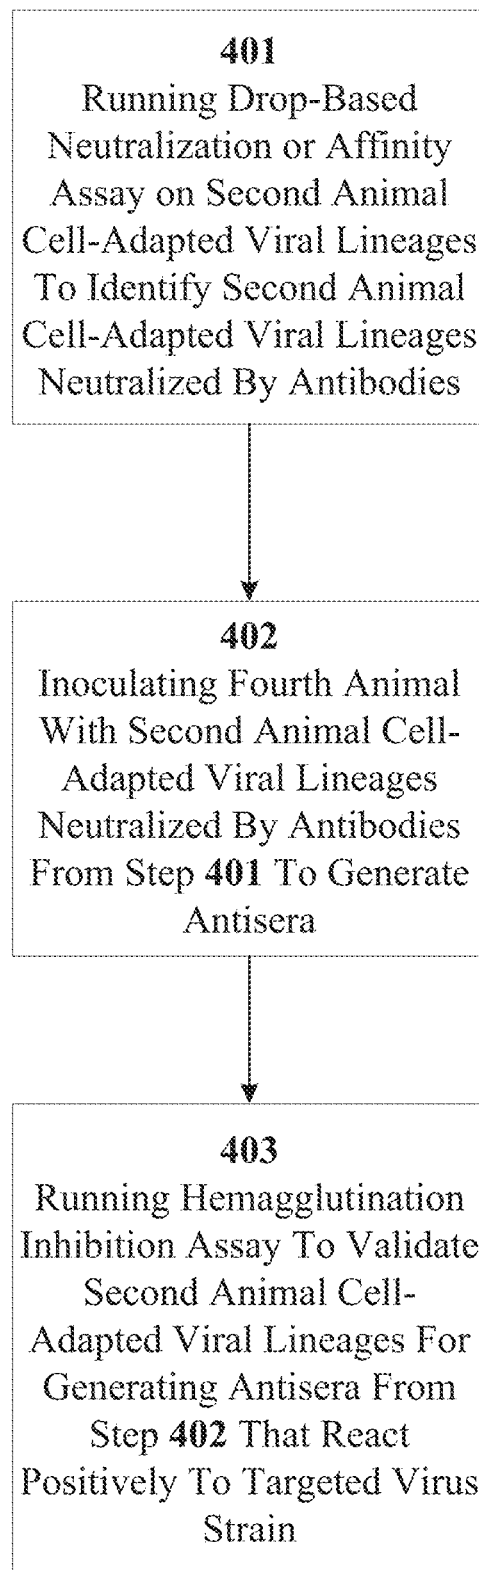 401
Running Drop-Based
Neutralization or Affinity
Assay on Second Animal
Cell-Adapted Viral Lineages
To Identify Second Animal
Cell-Adapted Viral Lineages
Neutralized By Antibodies
402
Inoculating Fourth Animal
With Second Animal Cell-
Adapted Viral Lineages
Neutralized By Antibodies
From Step 401 To Generate
Antisera
403
Running Hemagglutination
Inhibition Assay To Validate
Second Animal Cell-
Adapted Viral Lineages For
Generating Antisera From
Step 402 That React
Positively To Targeted Virus
Strain